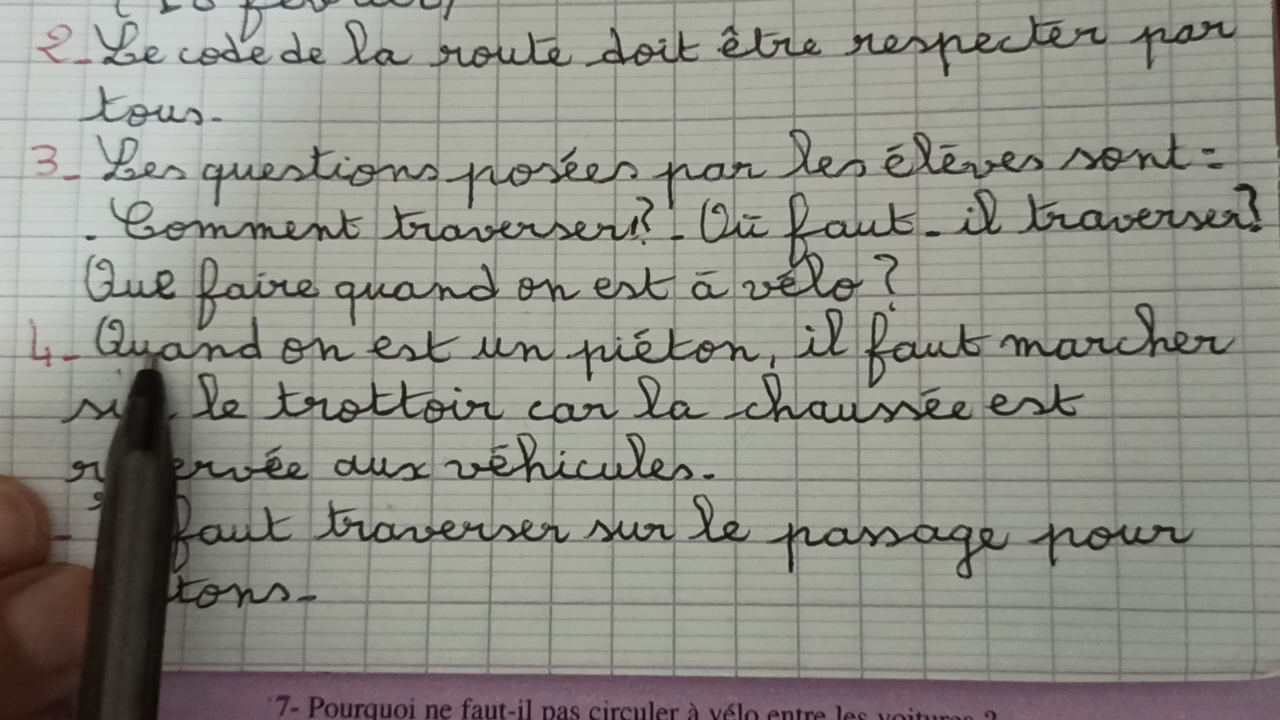 2- Le code de la route doit être respecter par
tous.
3- Les questions posées par les élèves sont =
- Comment traverser ? - Où faut-il traverser ?
Que faire quand on est à vélo ?
4- Quand on est un piéton, il faut marcher
le trottoir car la chaussée est
aux véhicules.
faut traverser sur le passage pour
7- Pourquoi ne faut-il pas circuler à vélo entre les voitures ?